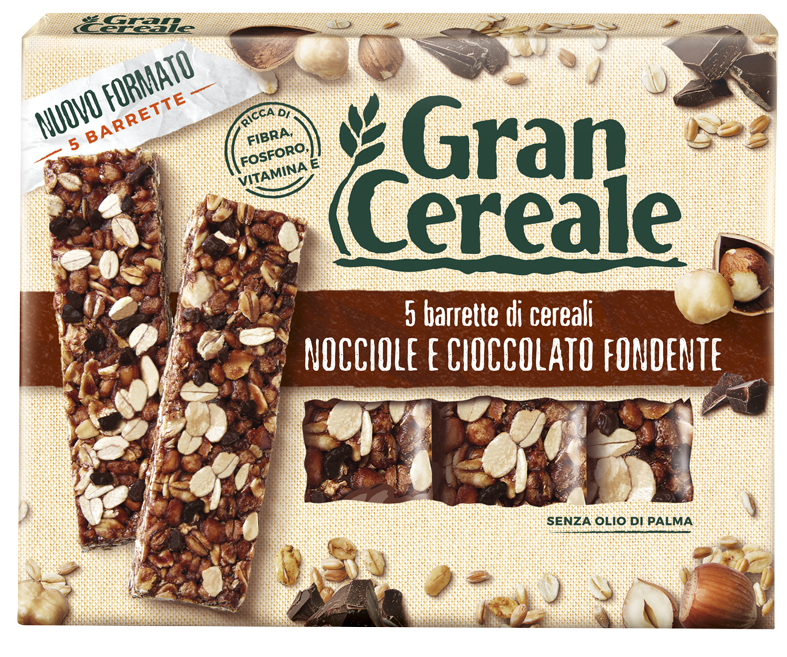 Gran
Cereale
NUOVO FORMATO
5 BARRETTE
RICCA DI
FIBRA,
FOSFORO,
VITAMINA E
Gran
Cereale
5 barrette di cereali
NOCCIOLE E CIOCCOLATO FONDENTE
SENZA OLIO DI PALMA